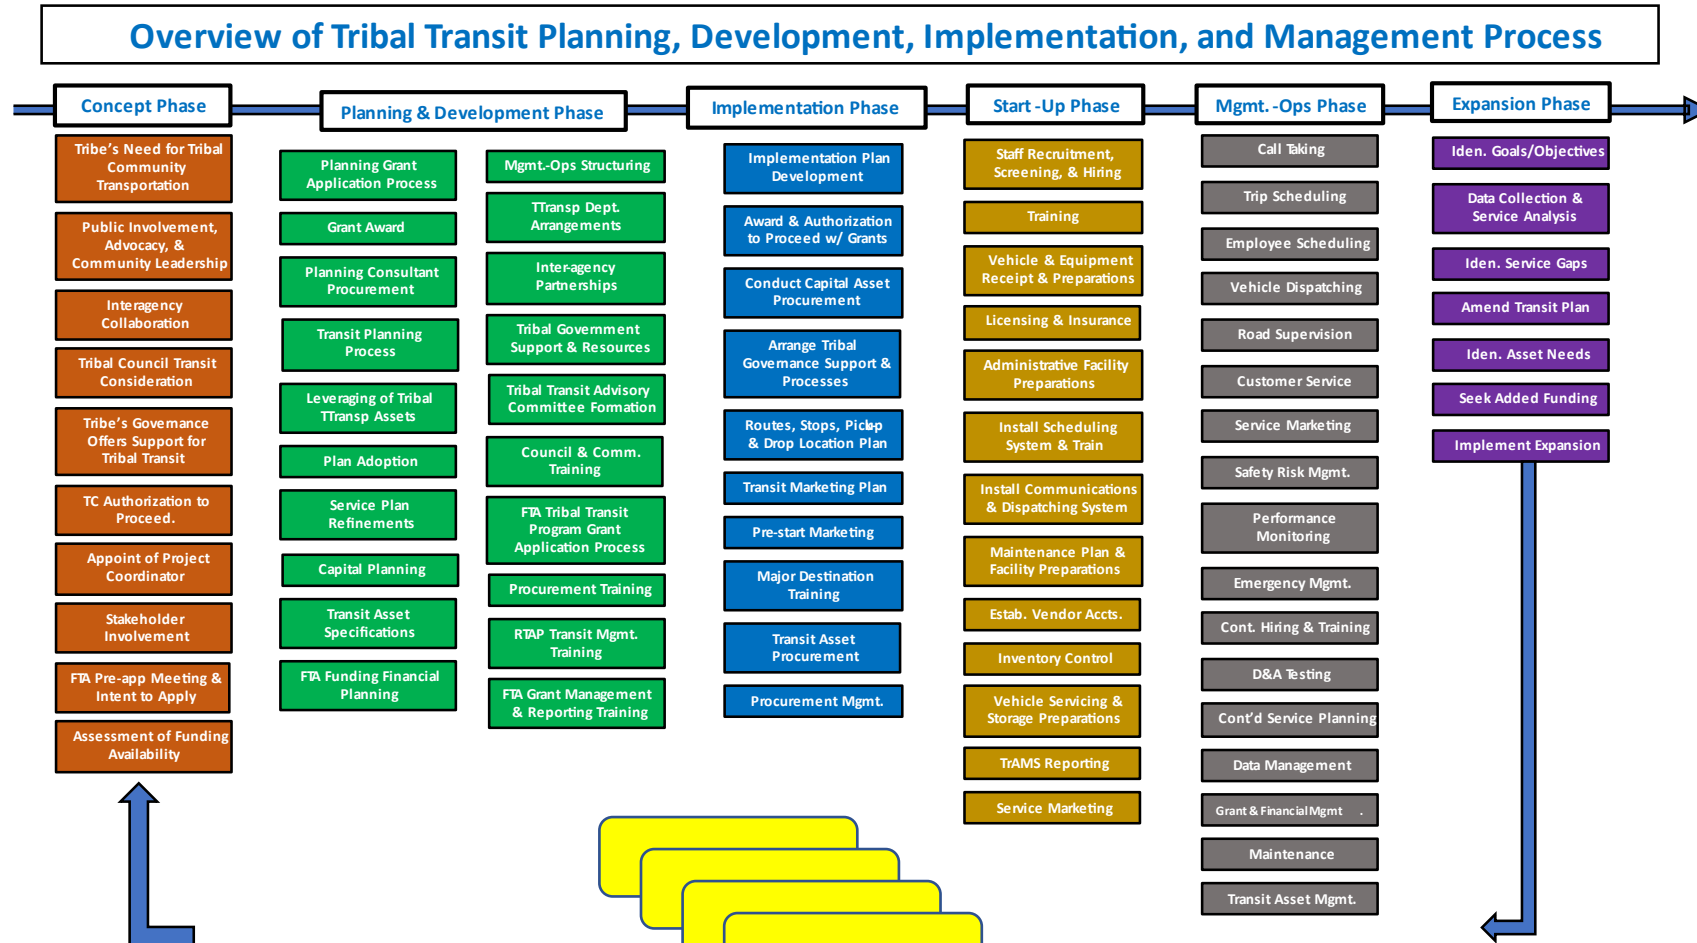 Overview of Tribal Transit Planning, Development, Implementation, and Management Process
Concept Phase
Planning & Development Phase
Implementation Phase
Start -Up Phase
Mgmt. -Ops Phase
Expansion Phase
Tribe's Need for Tribal
Community
Transportation
Public Involvement,
Advocacy, &
Community Leadership
Interagency
Collaboration
Tribal Council Transit
Consideration
Tribe's Governance
Offers Support for
Tribal Transit
TC Authorization to
Proceed.
Appoint of Project
Coordinator
Stakeholder
Involvement
FTA Pre-app Meeting &
Intent to Apply
Assessment of Funding
Availability
Planning Grant
Application Process
Grant Award
Planning Consultant
Procurement
Transit Planning
Process
Leveraging of Tribal
TTransp Assets
Plan Adoption
Service Plan
Refinements
Capital Planning
Transit Asset
Specifications
FTA Funding Financial
Planning
Mgmt.-Ops Structuring
TTransp Dept.
Arrangements
Inter-agency
Partnerships
Tribal Government
Support & Resources
Tribal Transit Advisory
Committee Formation
Council & Comm.
Training
FTA Tribal Transit
Program Grant
Application Process
Procurement Training
RTAP Transit Mgmt.
Training
FTA Grant Management
& Reporting Training
Implementation Plan
Development
Award & Authorization
to Proceed w/ Grants
Conduct Capital Asset
Procurement
Arrange Tribal
Governance Support &
Processes
Routes, Stops, Pick-up
& Drop Location Plan
Transit Marketing Plan
Pre-start Marketing
Major Destination
Training
Transit Asset
Procurement
Procurement Mgmt.
Staff Recruitment,
Screening, & Hiring
Training
Vehicle & Equipment
Receipt & Preparations
Licensing & Insurance
Administrative Facility
Preparations
Install Scheduling
System & Train
Install Communications
& Dispatching System
Maintenance Plan &
Facility Preparations
Estab. Vendor Accts.
Inventory Control
Vehicle Servicing &
Storage Preparations
TrAMS Reporting
Service Marketing
Call Taking
Trip Scheduling
Employee Scheduling
Vehicle Dispatching
Road Supervision
Customer Service
Service Marketing
Safety Risk Mgmt.
Performance
Monitoring
Emergency Mgmt.
Cont. Hiring & Training
D&A Testing
Cont'd Service Planning
Data Management
Grant & Financial Mgmt .
Maintenance
Transit Asset Mgmt.
Iden. Goals/Objectives
Data Collection &
Service Analysis
Iden. Service Gaps
Amend Transit Plan
Iden. Asset Needs
Seek Added Funding
Implement Expansion